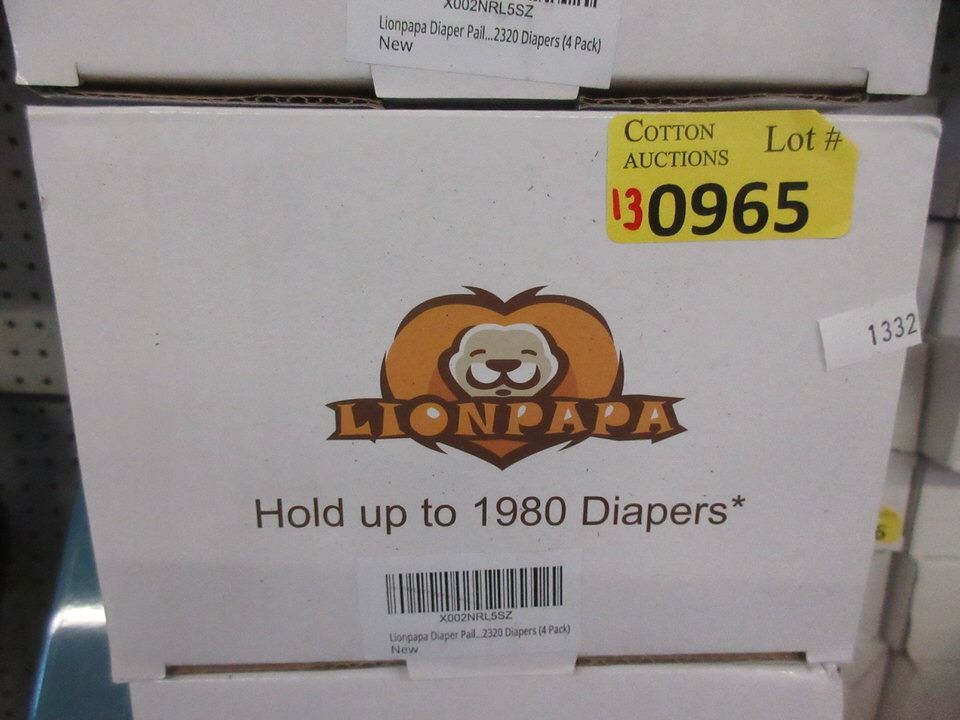 X002NRL5SZ
Lionpapa Diaper Pail...2320 Diapers (4 Pack)
New
COTTON AUCTIONS Lot #
130965
1332
LIONPAPA
Hold up to 1980 Diapers*
X002NRL5SZ
Lionpapa Diaper Pail...2320 Diapers (4 Pack)
New